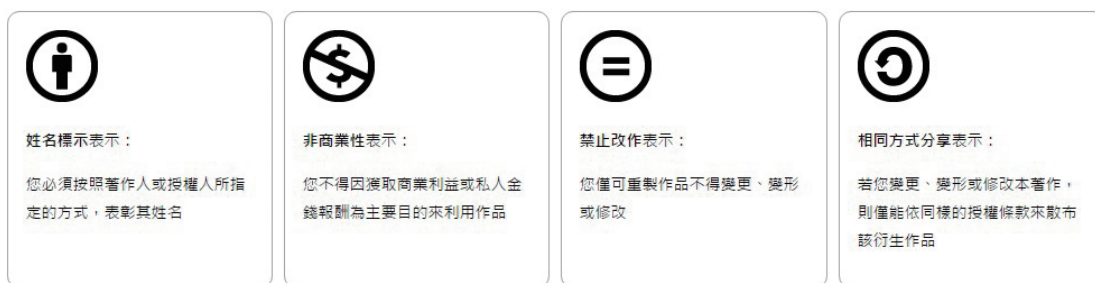 姓名標示表示：
您必須按照著作人或授權人所指
定的方式，表彰其姓名
非商業性表示：
您不得因獲取商業利益或私人金
錢報酬為主要目的來利用作品
禁止改作表示：
您僅可重製作品不得變更、變形
或修改
相同方式分享表示：
若您變更、變形或修改本著作，
則僅能依同樣的授權條款來散布
該衍生作品